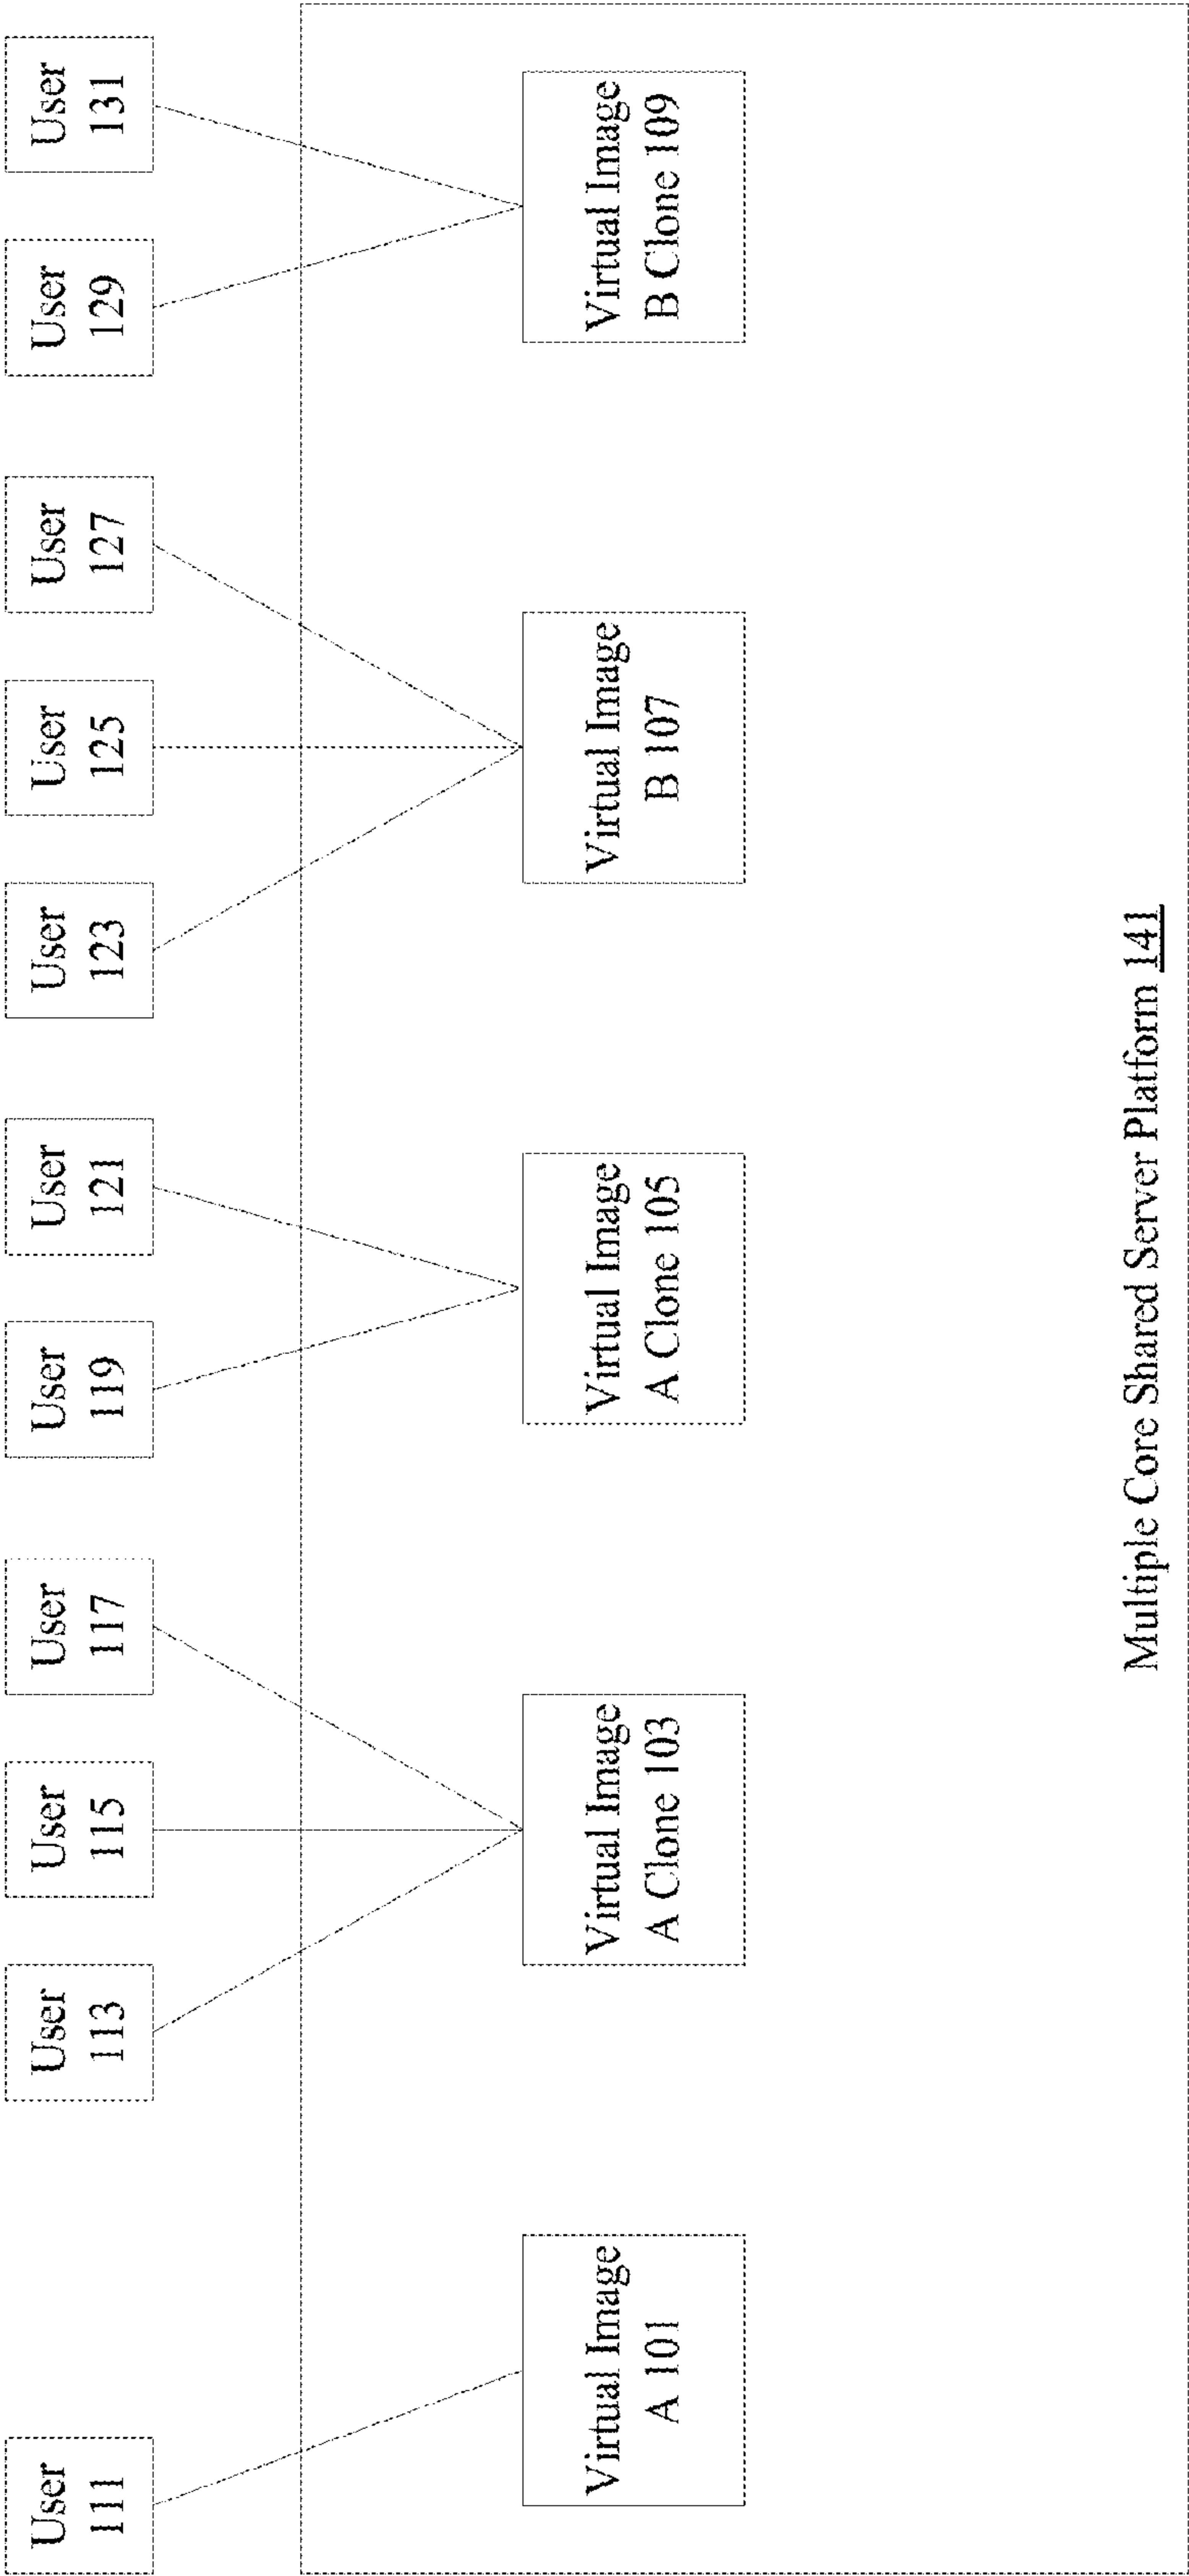 User
111
User
113
User
115
User
117
User
119
User
121
User
123
User
125
User
127
User
129
User
131
Virtual Image
A 101
Virtual Image
A Clone 103
Virtual Image
A Clone 105
Virtual Image
B 107
Virtual Image
B Clone 109
Multiple Core Shared Server Platform 141